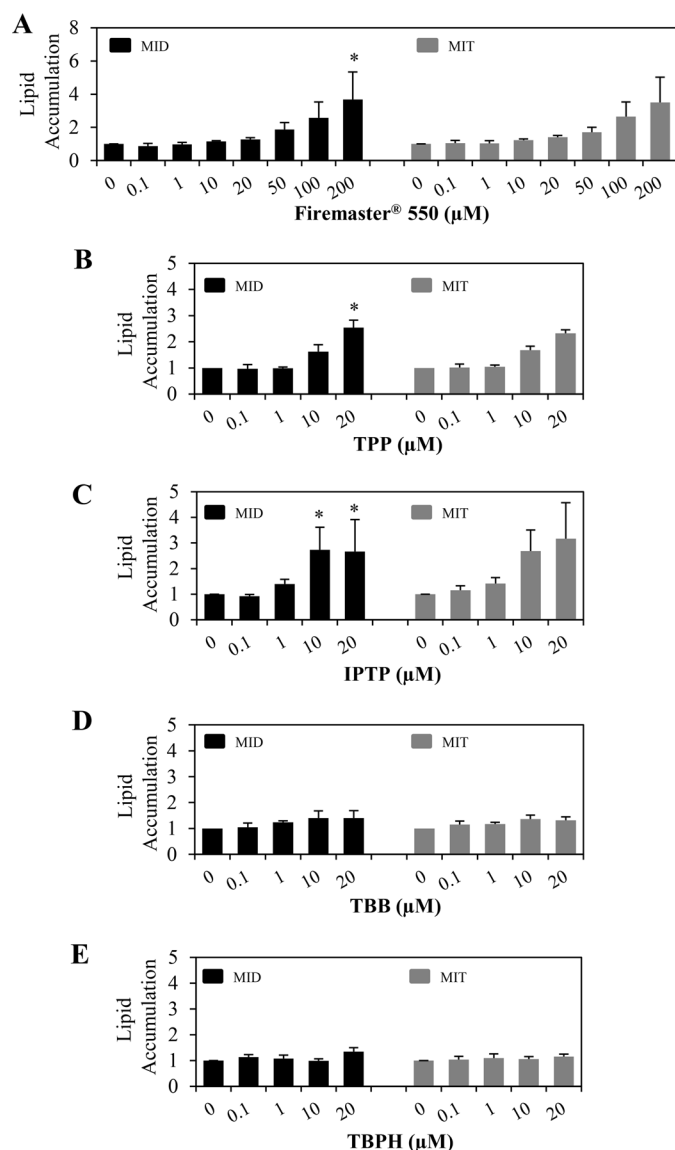 A
Lipid
Accumulation
8
6
4
2
0
MID
MIT
*
0 0.1 1 10 20 50 100 200 0 0.1 1 10 20 50 100 200
Firemaster® 550 (µM)
B
Lipid
Accumulation
5
4
3
2
1
0
MID
MIT
*
0 0.1 1 10 20 0 0.1 1 10 20
TPP (µM)
C
Lipid
Accumulation
5
4
3
2
1
0
MID
MIT
* *
0 0.1 1 10 20 0 0.1 1 10 20
IPTP (µM)
D
Lipid
Accumulation
5
4
3
2
1
0
MID
MIT
0 0.1 1 10 20 0 0.1 1 10 20
TBB (µM)
E
Lipid
Accumulation
5
4
3
2
1
0
MID
MIT
0 0.1 1 10 20 0 0.1 1 10 20
TBPH (µM)